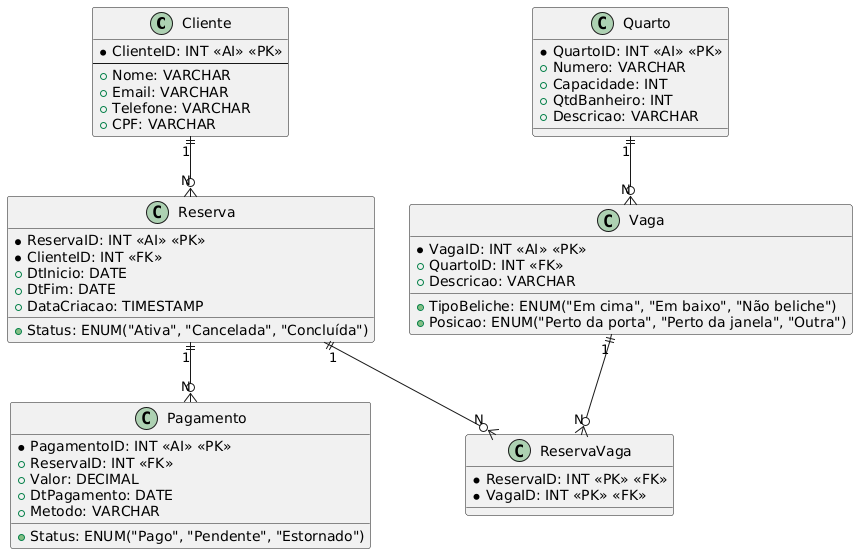 C Cliente
ClienteID: INT «AI» «PK»
Nome: VARCHAR
Email: VARCHAR
Telefone: VARCHAR
CPF: VARCHAR
C Quarto
QuartoID: INT «AI» «PK»
Numero: VARCHAR
Capacidade: INT
QtdBanheiro: INT
Descricao: VARCHAR
1
N
1
N
C Reserva
ReservaID: INT «AI» «PK»
ClienteID: INT «FK»
DtInicio: DATE
DtFim: DATE
DataCriacao: TIMESTAMP
Status: ENUM("Ativa", "Cancelada", "Concluída")
C Vaga
VagaID: INT «AI» «PK»
QuartoID: INT «FK»
Descricao: VARCHAR
TipoBeliche: ENUM("Em cima", "Em baixo", "Não beliche")
Posicao: ENUM("Perto da porta", "Perto da janela", "Outra")
1
N
1
N
1
N
C Pagamento
PagamentoID: INT «AI» «PK»
ReservaID: INT «FK»
Valor: DECIMAL
DtPagamento: DATE
Metodo: VARCHAR
Status: ENUM("Pago", "Pendente", "Estornado")
C ReservaVaga
ReservaID: INT «PK» «FK»
VagaID: INT «PK» «FK»